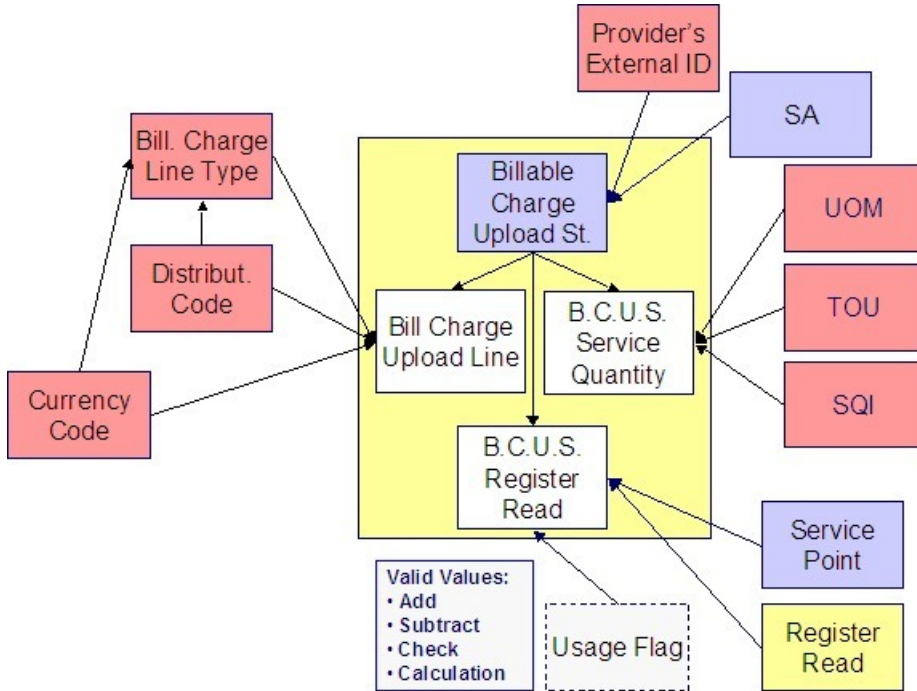 Provider's
External ID
SA
Bill. Charge
Line Type
Billable
Charge
Upload St.
UOM
Distribut.
Code
Bill Charge
Upload Line
B.C.U.S.
Service
Quantity
TOU
Currency
Code
SQI
B.C.U.S.
Register
Read
Service
Point
Valid Values:
• Add
• Subtract
• Check
• Calculation
Usage Flag
Register
Read